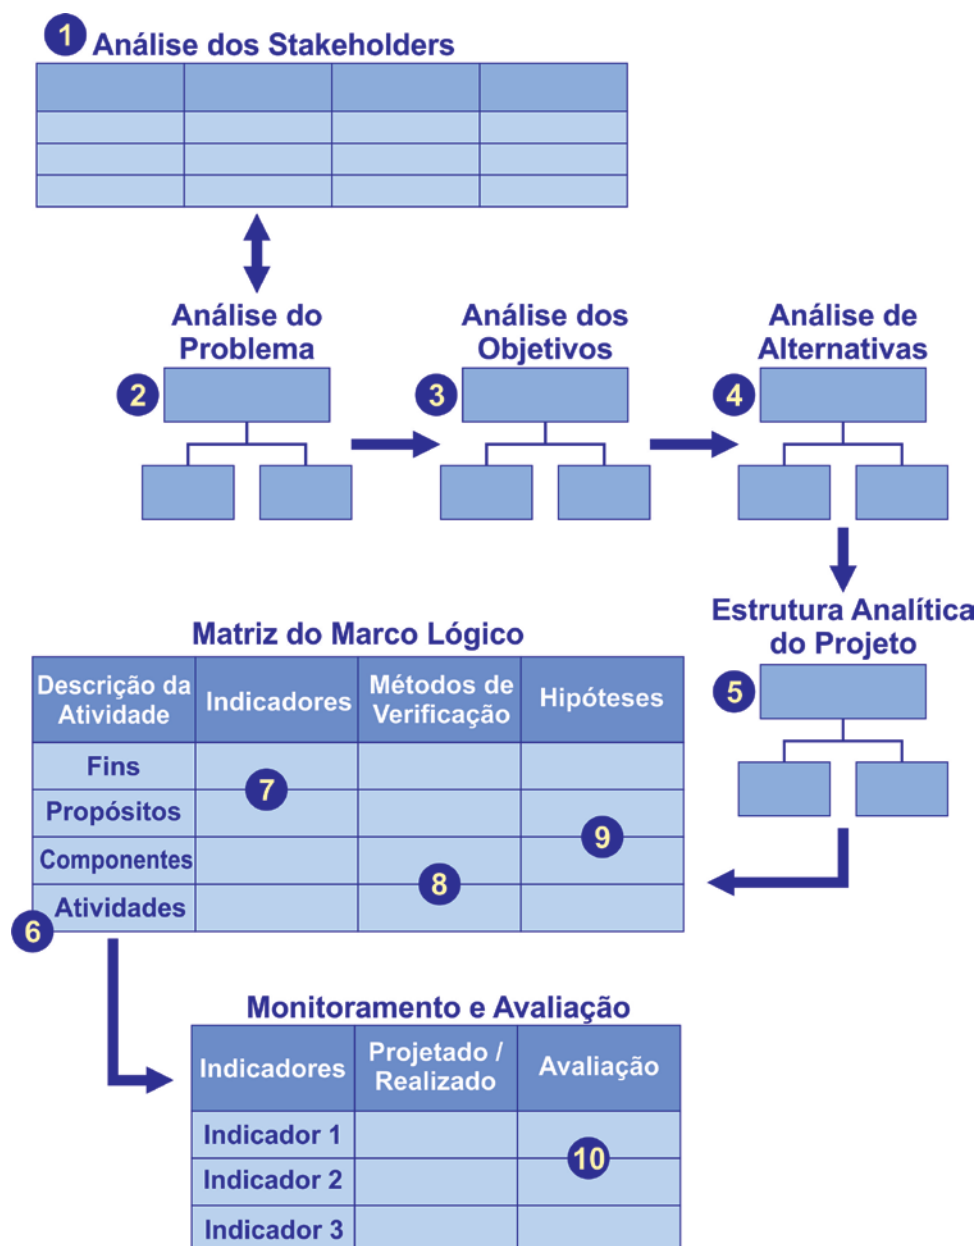 1 Análise dos Stakeholders
Análise do
Problema
2
Análise dos
Objetivos
3
Análise de
Alternativas
4
Estrutura Analítica
do Projeto
5
Matriz do Marco Lógico
Descrição da
Atividade
Indicadores
Métodos de
Verificação
Hipóteses
Fins
7
Propósitos
9
Componentes
8
Atividades
6
Monitoramento e Avaliação
Indicadores
Projetado /
Realizado
Avaliação
Indicador 1
10
Indicador 2
Indicador 3